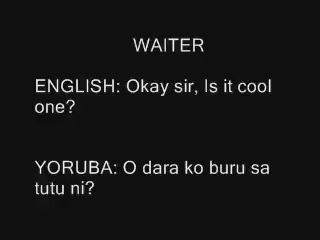 WAITER
ENGLISH: Okay sir, Is it cool
one?
YORUBA: O dara ko buru sa
tutu ni?